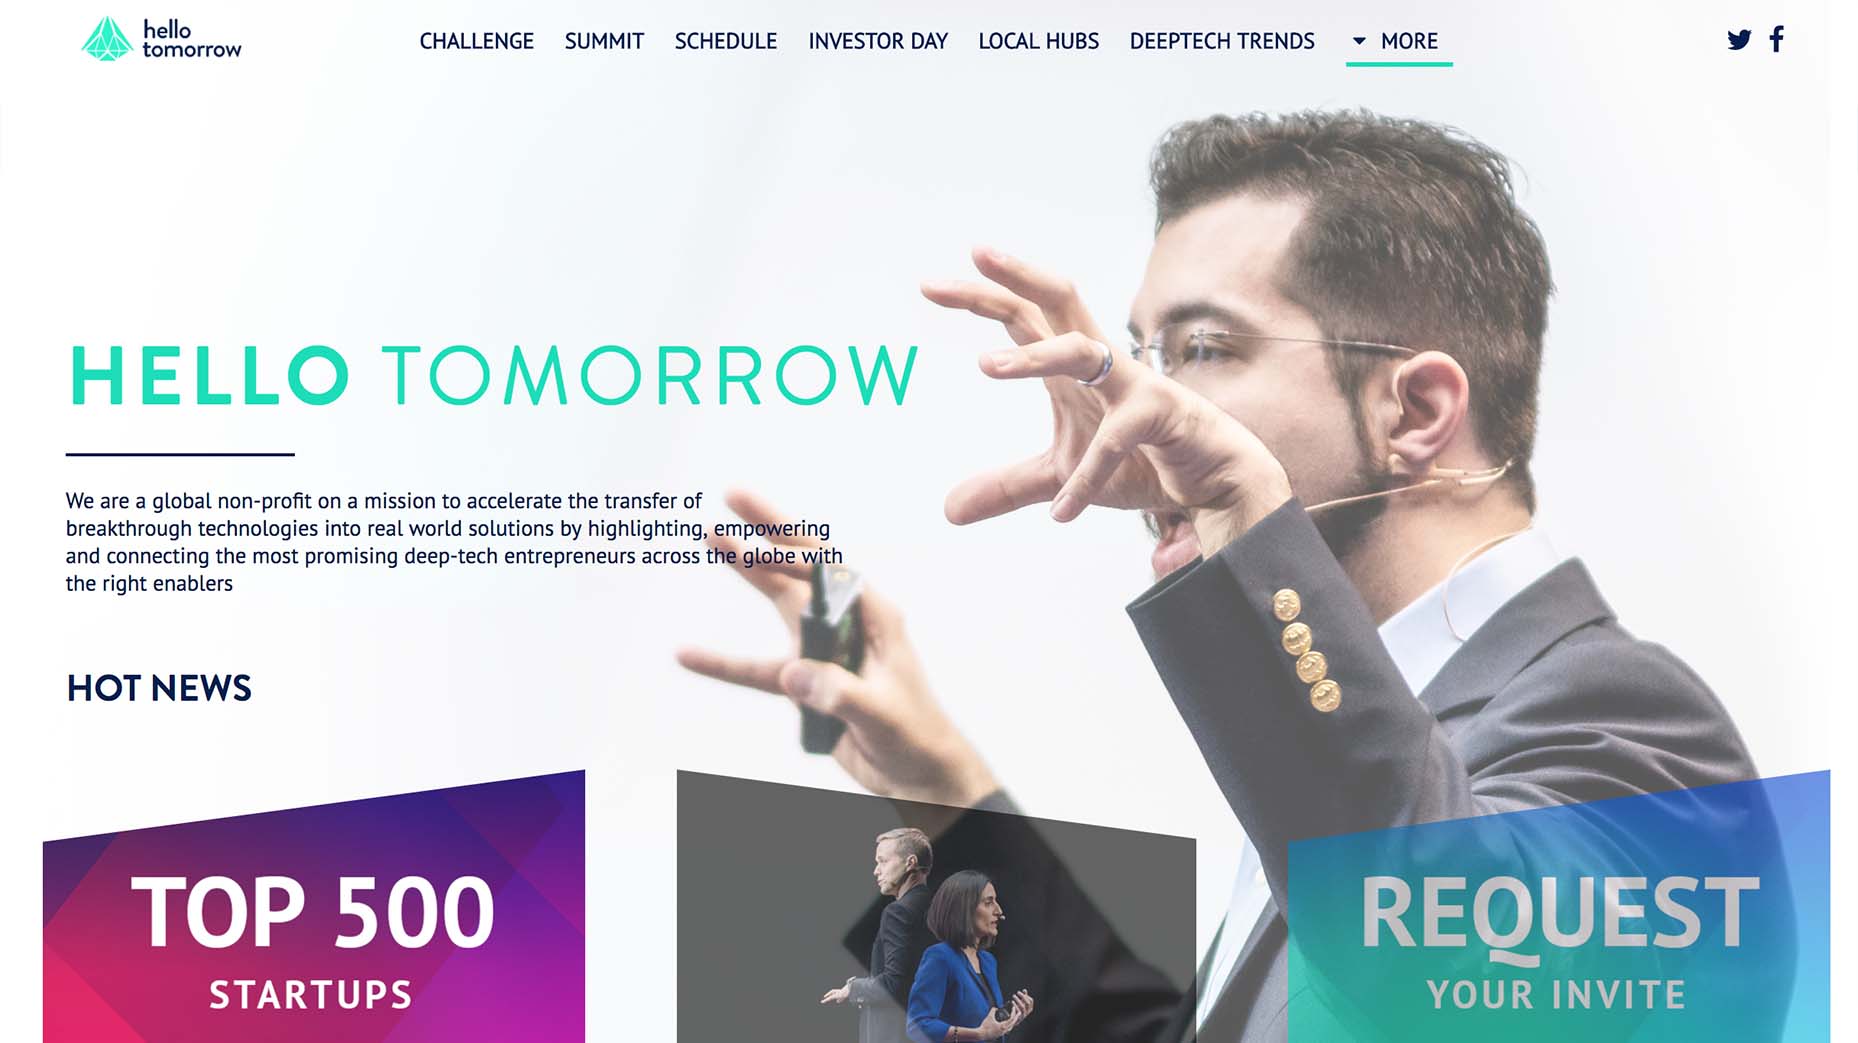 hello
tomorrow
CHALLENGE SUMMIT SCHEDULE INVESTOR DAY LOCAL HUBS DEEPTECH TRENDS MORE
HELLO TOMORROW
We are a global non-profit on a mission to accelerate the transfer of
breakthrough technologies into real world solutions by highlighting, empowering
and connecting the most promising deep-tech entrepreneurs across the globe with
the right enablers
HOT NEWS
TOP 500
STARTUPS
REQUEST
YOUR INVITE